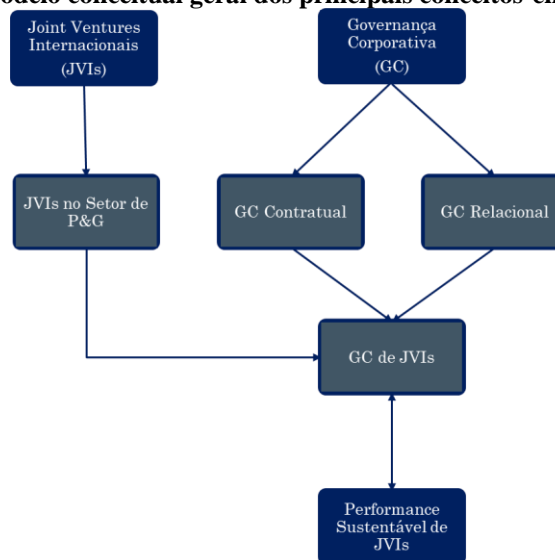 conceitual geral dos principais conceitos
Joint Ventures
Internacionais
(JVIs)
Governança
Corporativa
(GC)
JVIs no Setor de
P&G
GC Contratual
GC Relacional
GC de JVIs
Performance
Sustentável de
JVIs